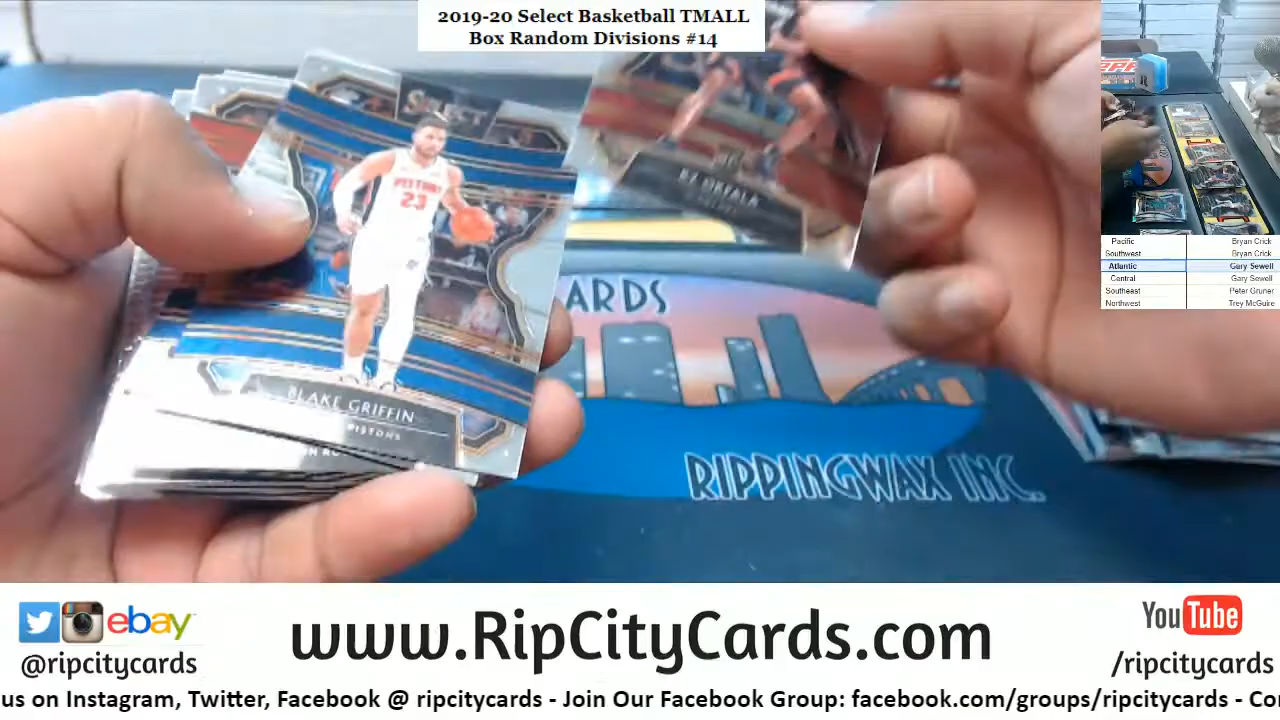 2019-20 Select Basketball TMALL
Box Random Divisions #14
SELECT
KZ OKPALA
PISTONS
23
BLAKE GRIFFIN
PISTONS
ARDS
RIPPINGWAX INC.
Pacific Bryan Crick
Southwest Bryan Crick
Atlantic Gary Sewell
Central Gary Sewell
Southeast Peter Gruner
Northwest Trey McGuire
ebay
@ripcitycards
www.RipCityCards.com
YouTube
/ripcitycards
us on Instagram, Twitter, Facebook @ ripcitycards - Join Our Facebook Group: facebook.com/groups/ripcitycards - Co